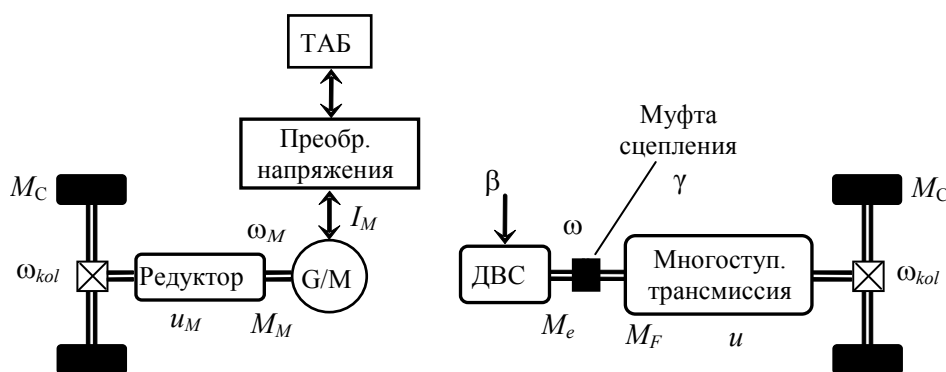 ТАБ
Преобр.
напряжения
M_C
ω_M
I_M
ω_kol
Редуктор
G/M
u_M
M_M
Муфта
сцепления
β
γ
ω
M_C
ДВС
Многоступ.
трансмиссия
ω_kol
M_e
M_F
u